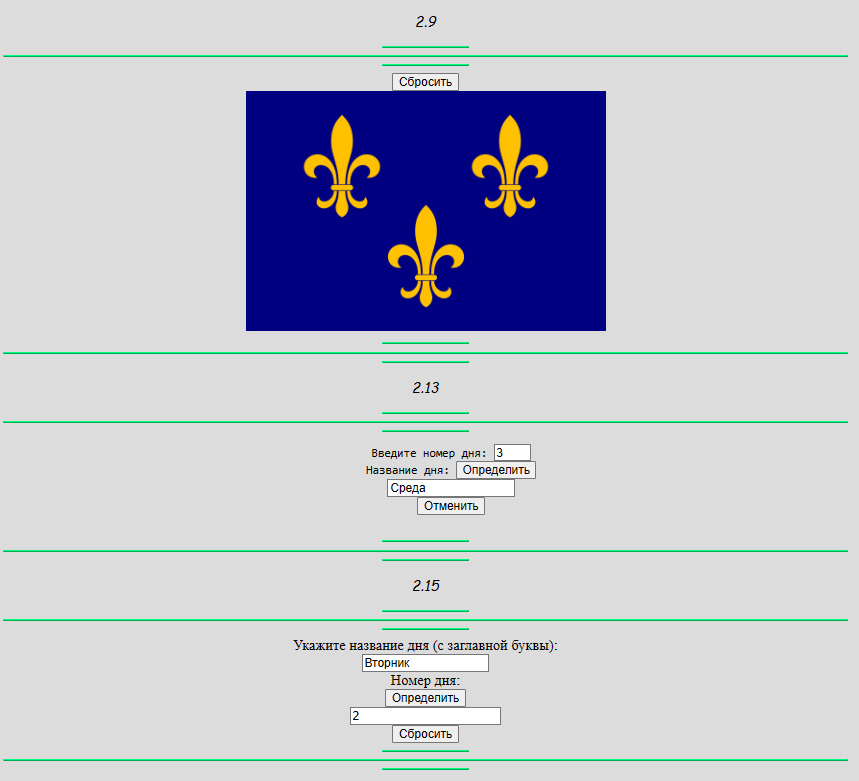 2.9
Сбросить
2.13
Введите номер дня: 3
Название дня: Определить
Среда
Отменить
2.15
Укажите название дня (с заглавной буквы):
Вторник
Номер дня:
Определить
2
Сбросить